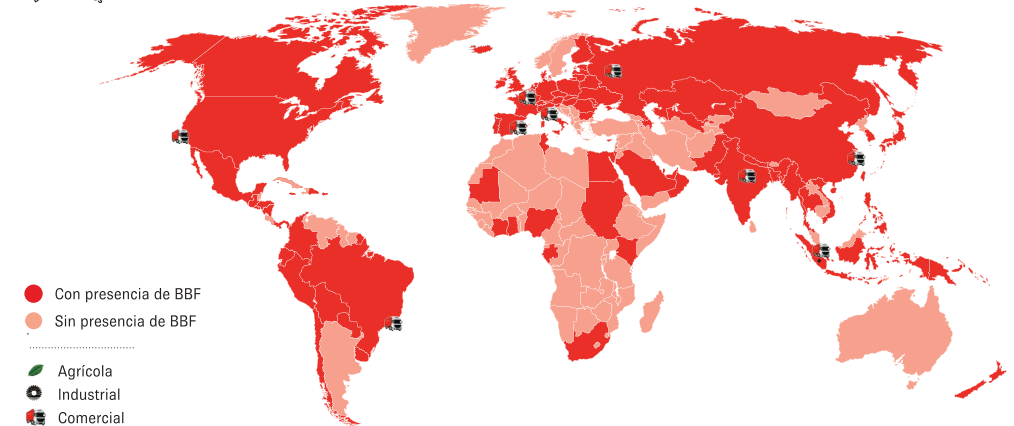 Con presencia de BBF
Sin presencia de BBF
Agrícola
Industrial
Comercial